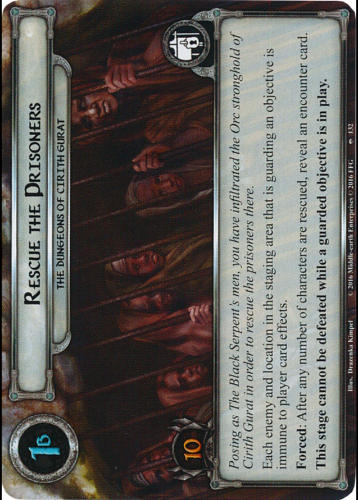 1B
RESCUE THE PRISONERS
THE DUNGEONS OF CIRITH GURAT
10
Posing as The Black Serpent's men, you have infiltrated the Orc stronghold of
Cirith Gurat in order to rescue the prisoners there.
Each enemy and location in the staging area that is guarding an objective is
immune to player card effects.
Forced: After any number of characters are rescued, reveal an encounter card.
This stage cannot be defeated while a guarded objective is in play.
Illus. Drazenka Kimpel © 2016 Middle-earth Enterprises © 2016 FFG 132